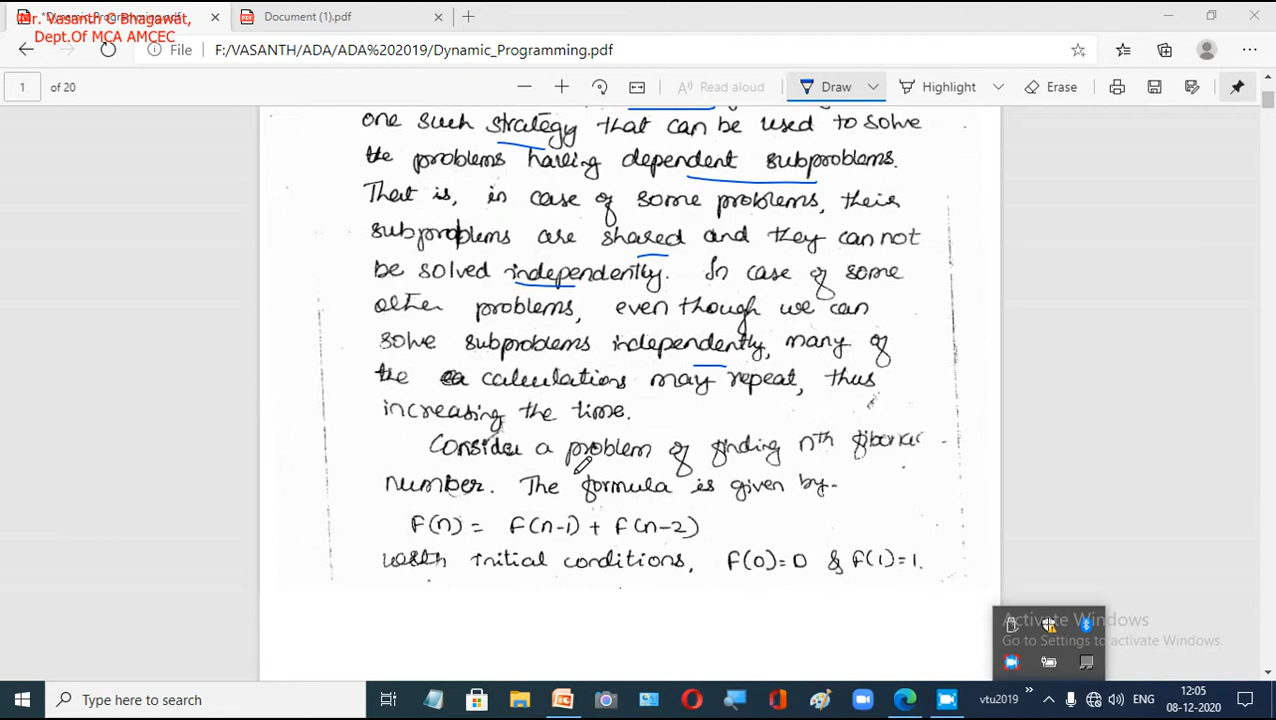 Dr. Vasanth C Bhagawat,
Dept.Of MCA AMCEC
Document (1).pdf
File F:/VASANTH/ADA/ADA%202019/Dynamic_Programming.pdf
1 of 20 Read aloud Draw Highlight Erase
one such strategy that can be used to solve
the problems having dependent subproblems.
That is, in case of some problems, their
subproblems are shared and they can not
be solved independently. In case of some
other problems, even though we can
solve subproblems independently, many of
the calculations may repeat, thus
increasing the time.
Consider a problem of finding nth
number. The formula is given by-
F(n) = F(n-1) + F(n-2)
with initial conditions, F(0)=0 & F(1)=1.
Activate Windows
Go to Settings to activate Windows.
Type here to search
vtu2019
ENG
12:05
08-12-2020